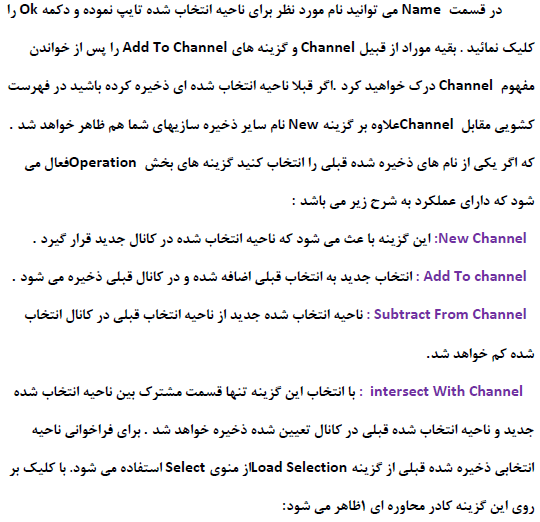 در قسمت Name می توانید نام مورد نظر برای ناحیه انتخاب شده تایپ نموده و دکمه Ok را
کلیک نمائید . بقیه موراد از قبیل Channel و گزینه های Add To Channel را پس از خواندن
مفهوم Channel درک خواهید کرد .اگر قبلا ناحیه انتخاب شده ای ذخیره کرده باشید در فهرست
کشویی مقابل Channelعلاوه بر گزینه New نام سایر ذخیره سازیهای شما هم ظاهر خواهد شد .
که اگر یکی از نام های ذخیره شده قبلی را انتخاب کنید گزینه های بخش Operationفعال می
شود که دارای عملکرد به شرح زیر می باشد :
New Channel: این گزینه با عث می شود که ناحیه انتخاب شده در کانال جدید قرار گیرد .
Add To channel : انتخاب جدید به انتخاب قبلی اضافه شده و در کانال قبلی ذخیره می شود .
Subtract From Channel : ناحیه انتخاب شده جدید از ناحیه انتخاب قبلی در کانال انتخاب
شده کم خواهد شد.
intersect With Channel : با انتخاب این گزینه تنها قسمت مشترک بین ناحیه انتخاب شده
جدید و ناحیه انتخاب شده قبلی در کانال تعیین شده ذخیره خواهد شد . برای فراخوانی ناحیه
انتخابی ذخیره شده قبلی از گزینه Load Selectionاز منوی Select استفاده می شود. با کلیک بر
روی این گزینه کادر محاوره ای ۱ظاهر می شود: